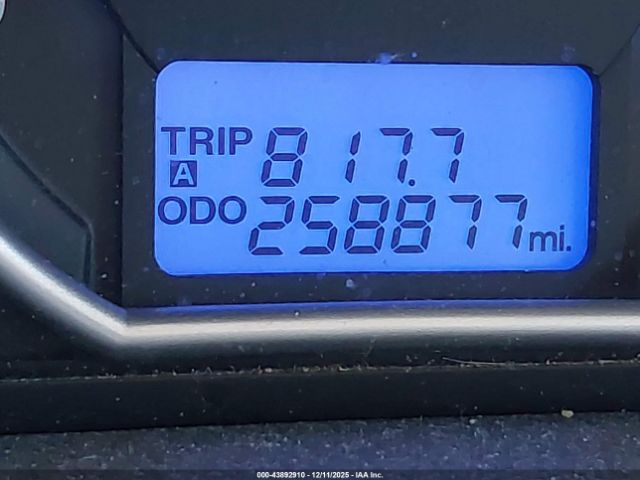 TRIP A 817.7
ODO 258877 mi.
000-43892910 - 12/11/2025 - IAA Inc.